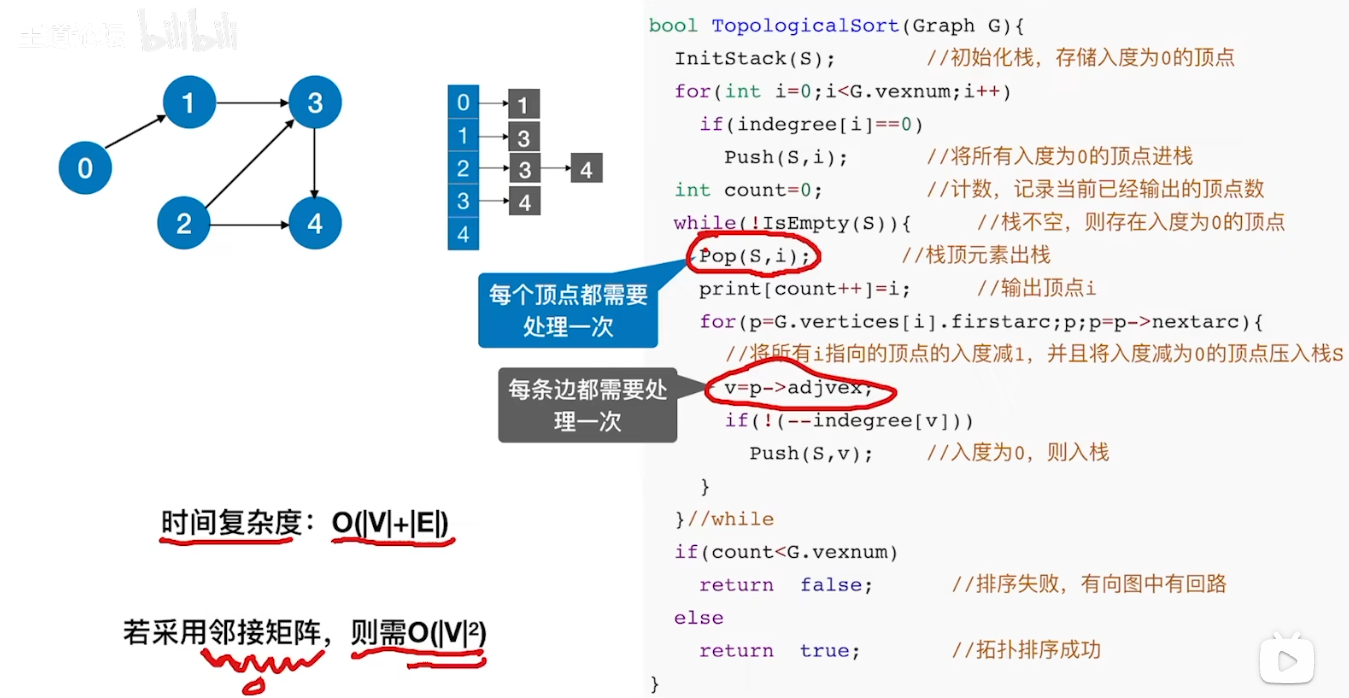 王道论坛 bilibili
1
3
0
2
4
0 1
1 3
2 3 4
3 4
4
每个顶点都需要
处理一次
每条边都需要处
理一次
时间复杂度：O(|V|+|E|)
若采用邻接矩阵，则需O(|V|²)
bool TopologicalSort(Graph G){
InitStack(S); //初始化栈，存储入度为0的顶点
for(int i=0;i<G.vexnum;i++)
if(indegree[i]==0)
Push(S,i); //将所有入度为0的顶点进栈
int count=0; //计数，记录当前已经输出的顶点数
while(!IsEmpty(S)){ //栈不空，则存在入度为0的顶点
Pop(S,i); //栈顶元素出栈
print[count++]=i; //输出顶点i
for(p=G.vertices[i].firstarc;p;p=p->nextarc){
//将所有i指向的顶点的入度减1，并且将入度减为0的顶点压入栈S
v=p->adjvex;
if(!(--indegree[v]))
Push(S,v); //入度为0，则入栈
}
}//while
if(count<G.vexnum)
return false; //排序失败，有向图中有回路
else
return true; //拓扑排序成功
}